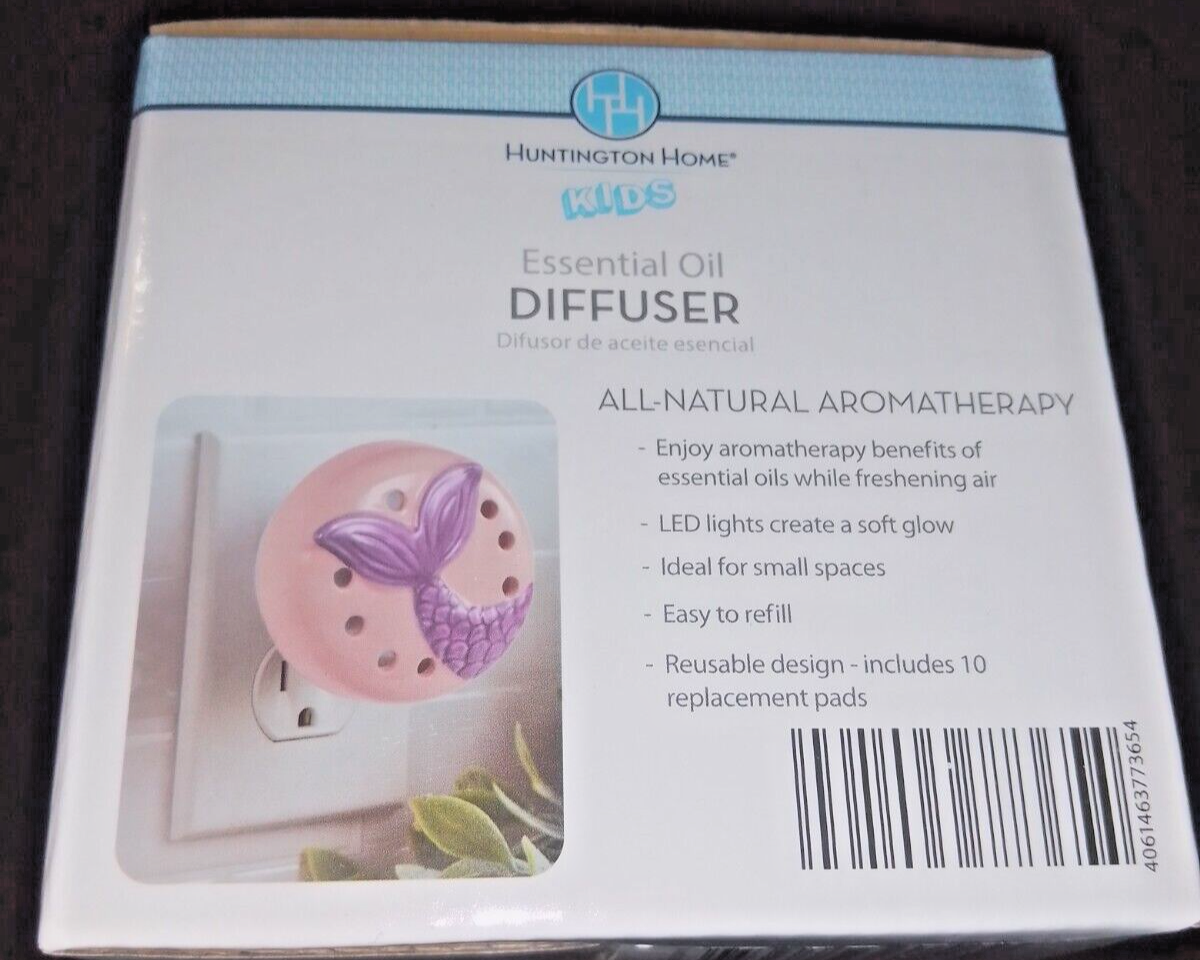 HUNTINGTON HOME®
KIDS
Essential Oil
DIFFUSER
Difusor de aceite esencial
ALL-NATURAL AROMATHERAPY
- Enjoy aromatherapy benefits of
essential oils while freshening air
- LED lights create a soft glow
- Ideal for small spaces
- Easy to refill
- Reusable design - includes 10
replacement pads
4061463773654